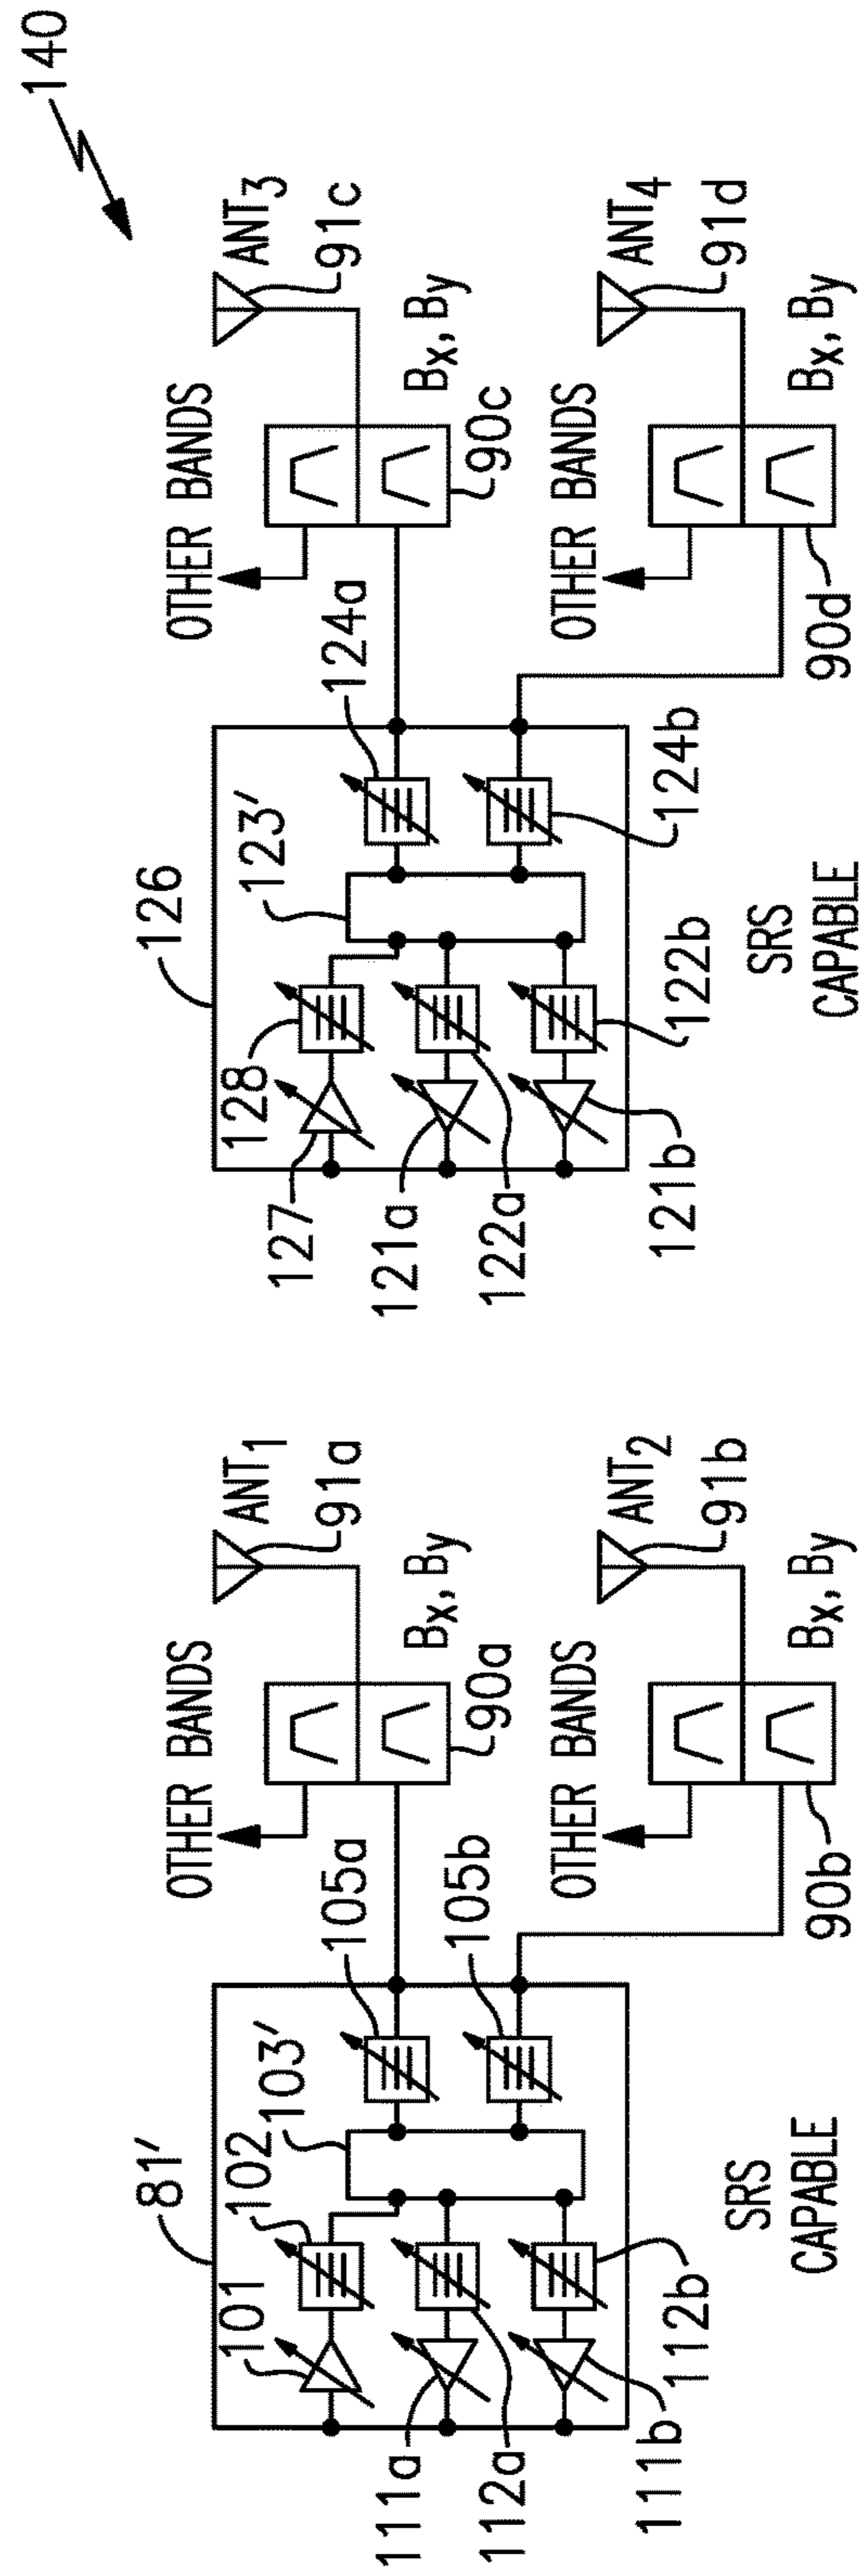 140
81'
101
102
103'
105a
105b
111a
112a
111b
112b
SRS
CAPABLE
OTHER BANDS
90a
Bx, By
ANT1
91a
OTHER BANDS
90b
Bx, By
ANT2
91b
126
127
128
123'
124a
124b
121a
122a
121b
122b
SRS
CAPABLE
OTHER BANDS
90c
Bx, By
ANT3
91c
OTHER BANDS
90d
Bx, By
ANT4
91d